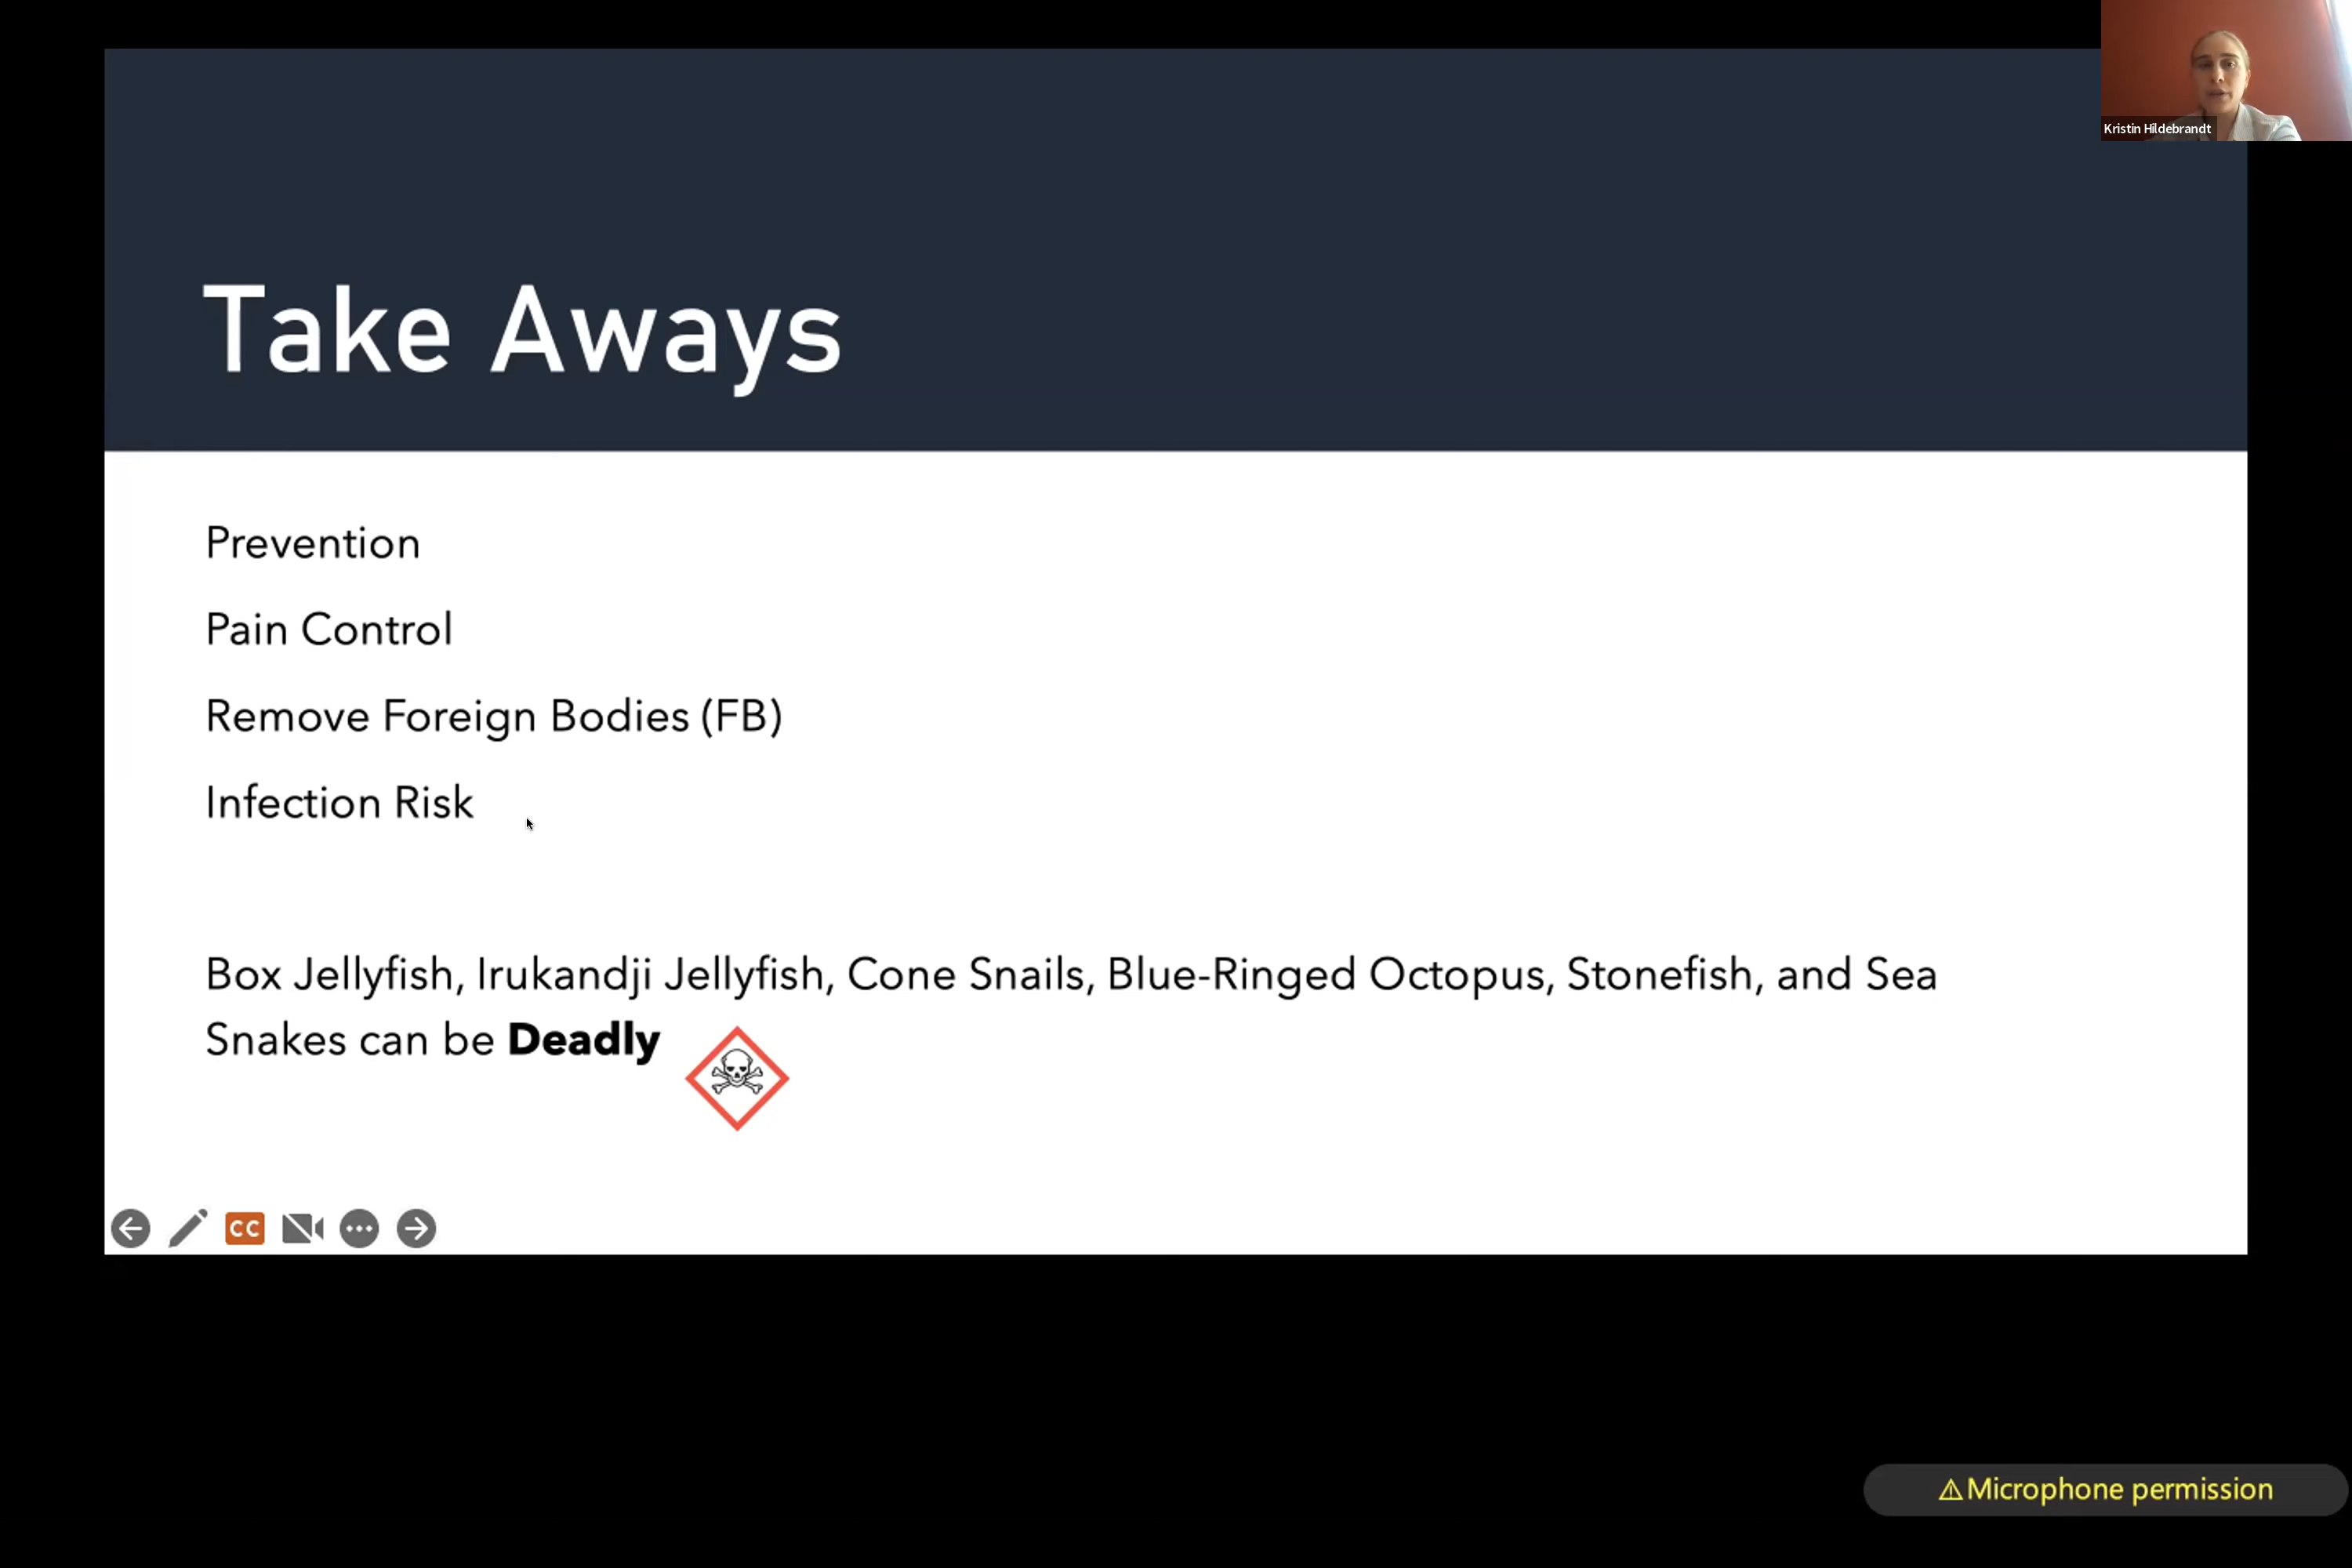 Kristin Hildebrandt
Take Aways
Prevention
Pain Control
Remove Foreign Bodies (FB)
Infection Risk
Box Jellyfish, Irukandji Jellyfish, Cone Snails, Blue-Ringed Octopus, Stonefish, and Sea
Snakes can be Deadly
CC
⚠Microphone permission